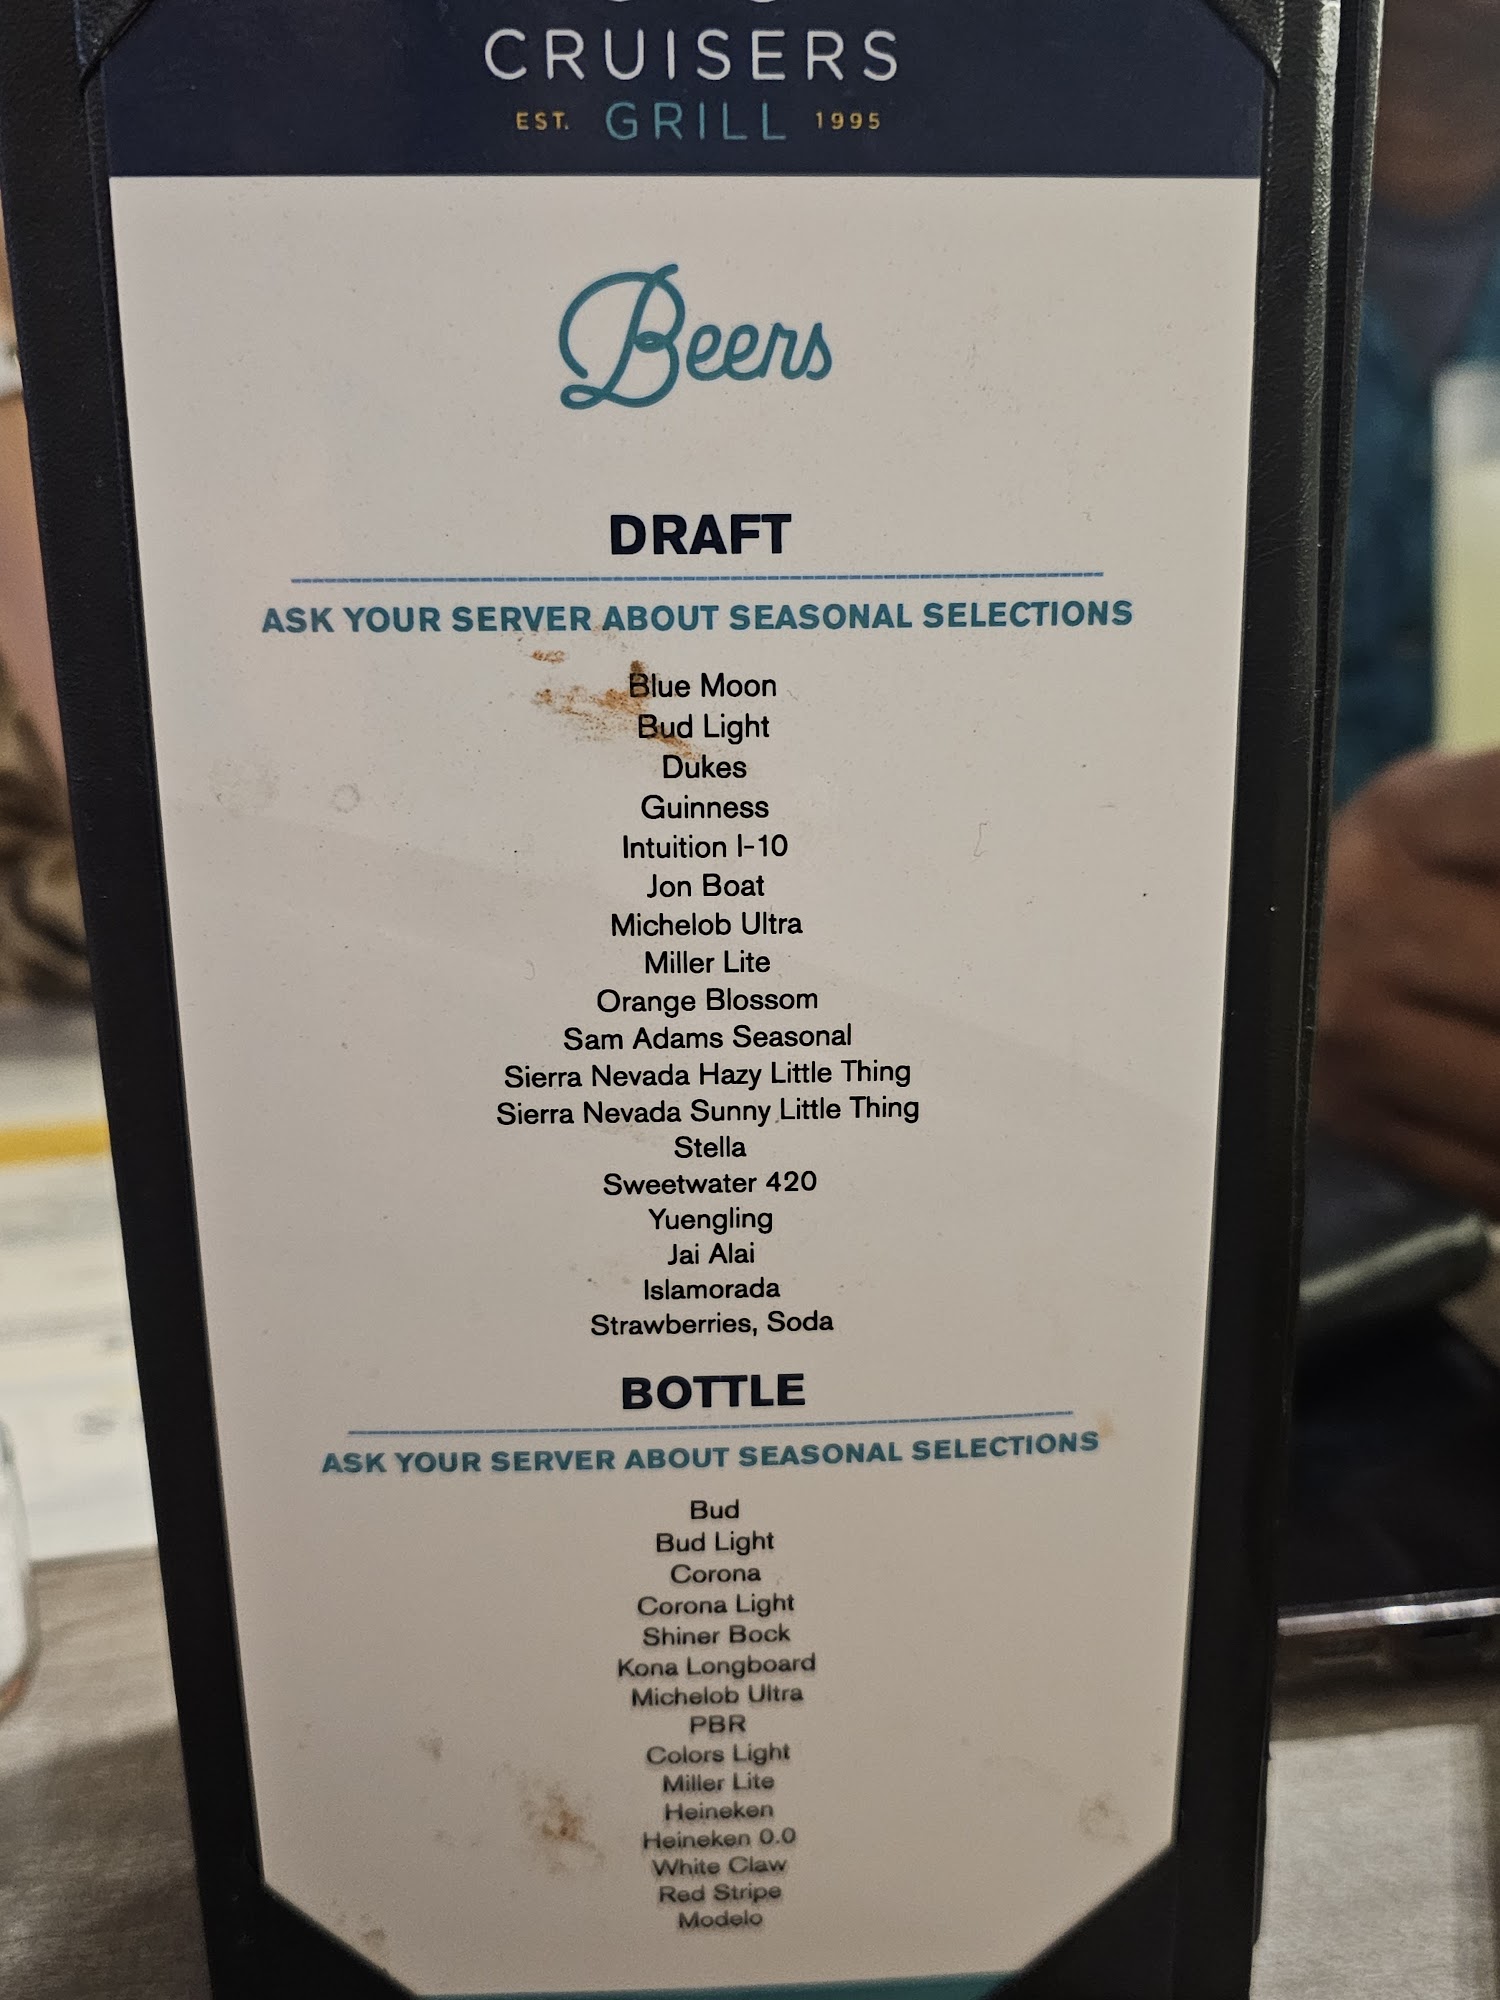 CRUISERS
EST. GRILL 1995
Beers
DRAFT
ASK YOUR SERVER ABOUT SEASONAL SELECTIONS
Blue Moon
Bud Light
Dukes
Guinness
Intuition I-10
Jon Boat
Michelob Ultra
Miller Lite
Orange Blossom
Sam Adams Seasonal
Sierra Nevada Hazy Little Thing
Sierra Nevada Sunny Little Thing
Stella
Sweetwater 420
Yuengling
Jai Alai
Islamorada
Strawberries, Soda
BOTTLE
ASK YOUR SERVER ABOUT SEASONAL SELECTIONS
Bud
Bud Light
Corona
Corona Light
Shiner Bock
Kona Longboard
Michelob Ultra
PBR
Colors Light
Miller Lite
Heineken
Heineken 0.0
White Claw
Red Stripe
Modelo